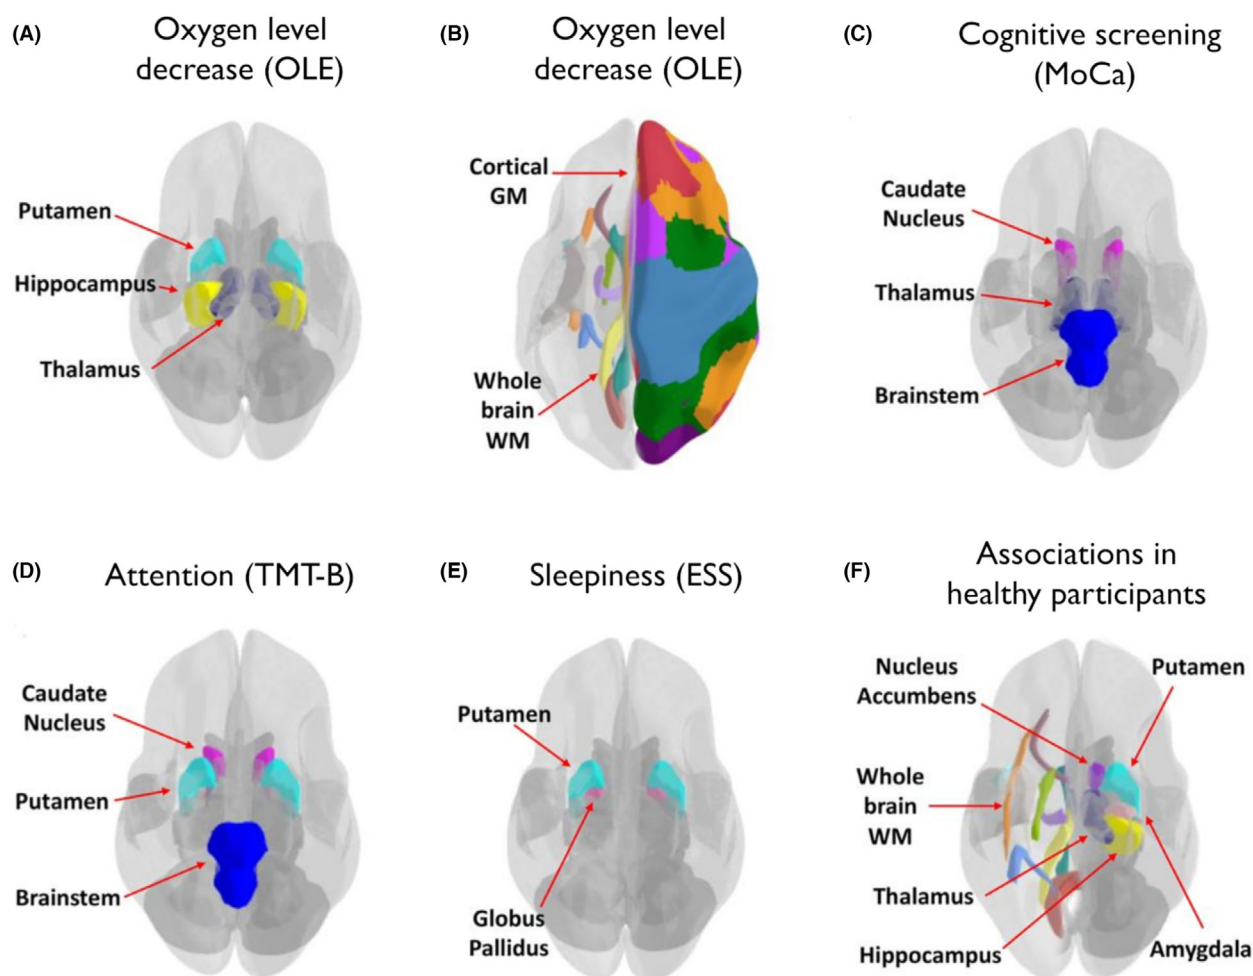 (A)
Oxygen level
decrease (OLE)
Putamen
Hippocampus
Thalamus
(B)
Oxygen level
decrease (OLE)
Cortical
GM
Whole
brain
WM
(C)
Cognitive screening
(MoCa)
Caudate
Nucleus
Thalamus
Brainstem
(D)
Attention (TMT-B)
Caudate
Nucleus
Putamen
Brainstem
(E)
Sleepiness (ESS)
Putamen
Globus
Pallidus
(F)
Associations in
healthy participants
Nucleus
Accumbens
Putamen
Whole
brain
WM
Thalamus
Hippocampus
Amygdala